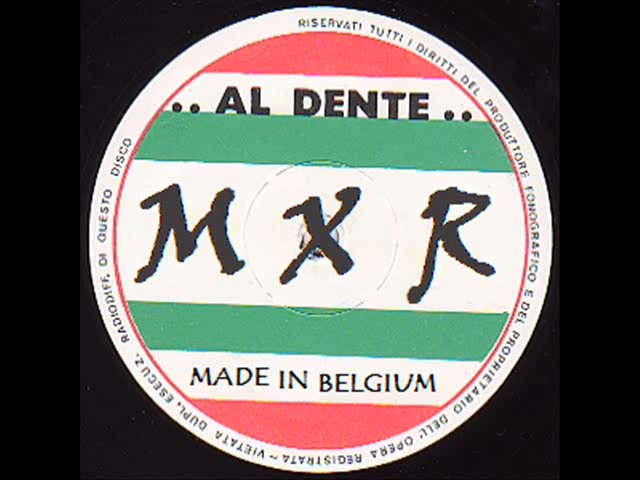 RISERVATI TUTTI I DIRITTI DEL PRODUTTORE FONOGRAFICO E DEL PROPRIETARIO DELL'OPERA REGISTRATA - VIETATA DUPL. ESECUZ. RADIODIFF. DI QUESTO DISCO
.. AL DENTE ..
MXR
MADE IN BELGIUM